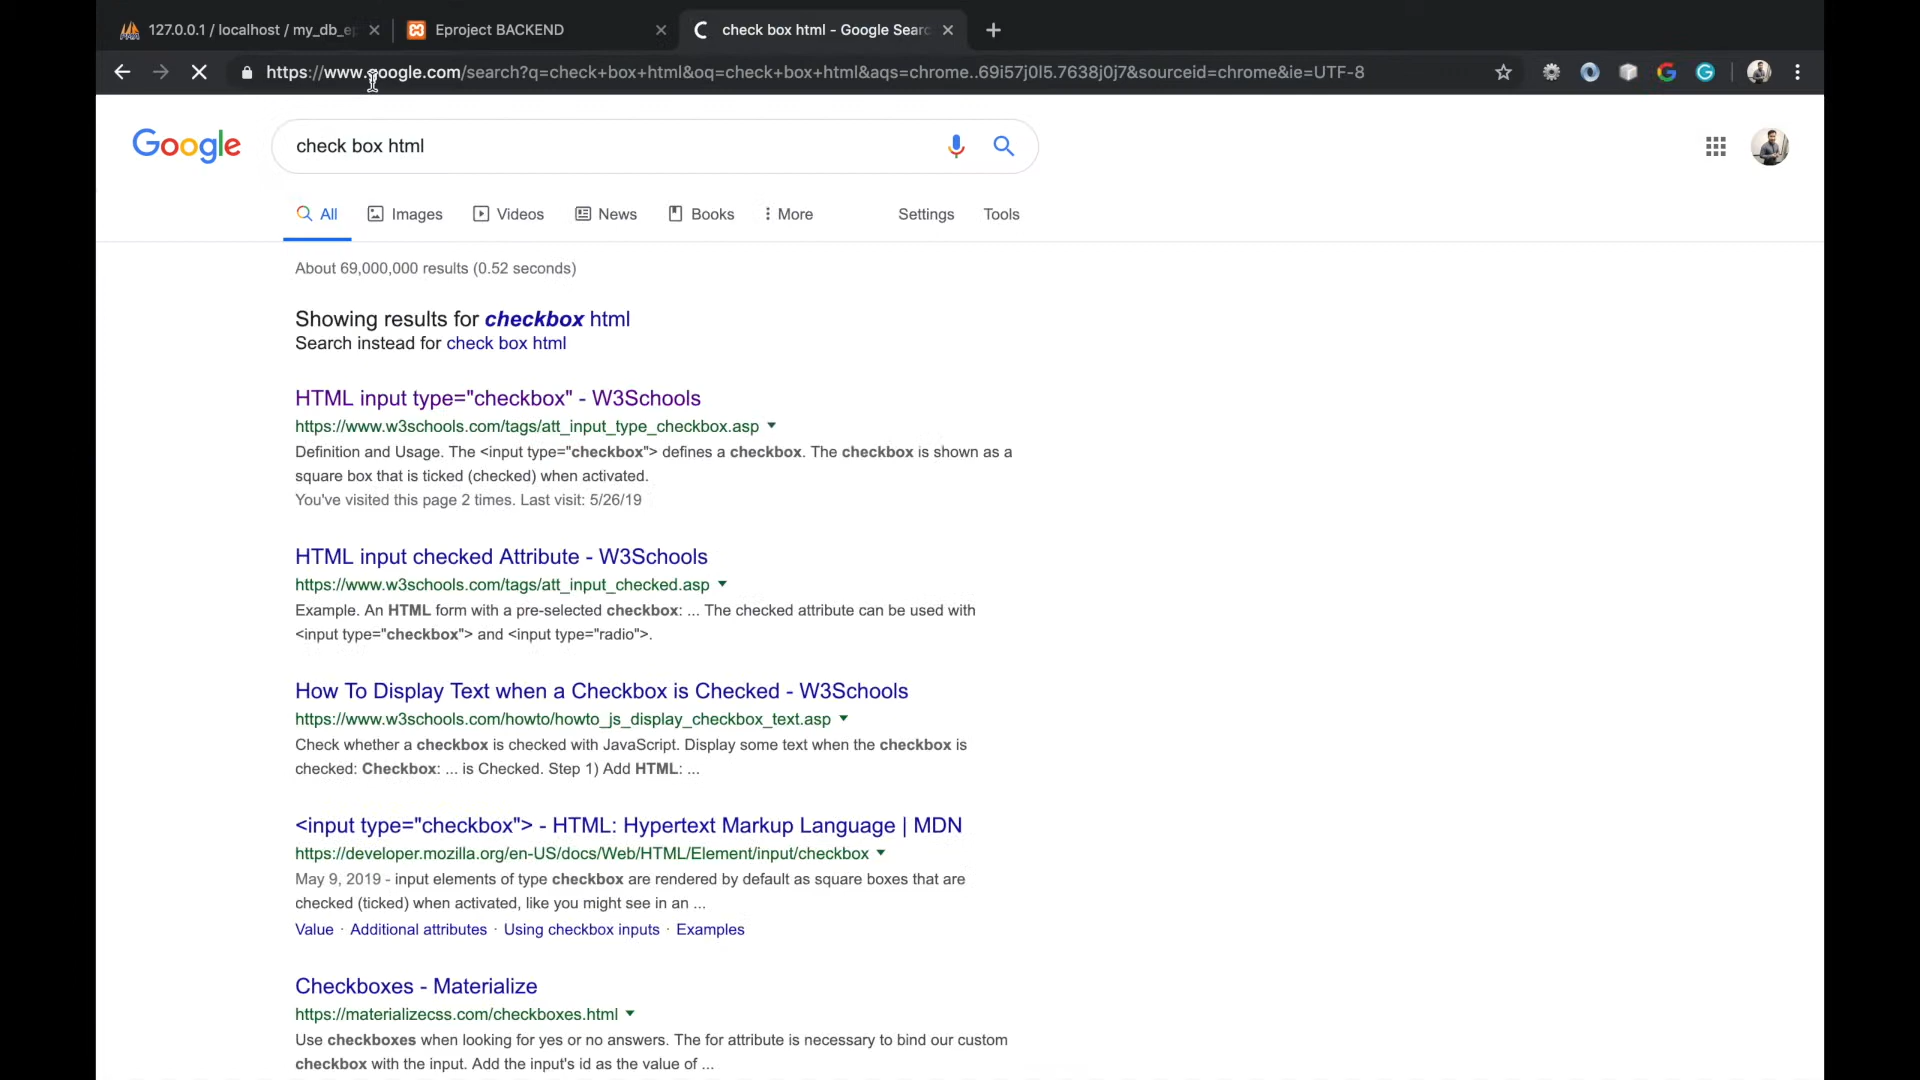 127.0.0.1 / localhost / my_db_ep
Eproject BACKEND
check box html - Google Searc
https://www.google.com/search?q=check+box+html&oq=check+box+html&aqs=chrome..69i57j0l5.7638j0j7&sourceid=chrome&ie=UTF-8
Google
check box html
All
Images
Videos
News
Books
More
Settings
Tools
About 69,000,000 results (0.52 seconds)
Showing results for checkbox html
Search instead for check box html
HTML input type="checkbox" - W3Schools
https://www.w3schools.com/tags/att_input_type_checkbox.asp
Definition and Usage. The <input type="checkbox"> defines a checkbox. The checkbox is shown as a
square box that is ticked (checked) when activated.
You've visited this page 2 times. Last visit: 5/26/19
HTML input checked Attribute - W3Schools
https://www.w3schools.com/tags/att_input_checked.asp
Example. An HTML form with a pre-selected checkbox: ... The checked attribute can be used with
<input type="checkbox"> and <input type="radio">.
How To Display Text when a Checkbox is Checked - W3Schools
https://www.w3schools.com/howto/howto_js_display_checkbox_text.asp
Check whether a checkbox is checked with JavaScript. Display some text when the checkbox is
checked: Checkbox: ... is Checked. Step 1) Add HTML: ...
<input type="checkbox"> - HTML: Hypertext Markup Language | MDN
https://developer.mozilla.org/en-US/docs/Web/HTML/Element/input/checkbox
May 9, 2019 - input elements of type checkbox are rendered by default as square boxes that are
checked (ticked) when activated, like you might see in an ...
Value · Additional attributes · Using checkbox inputs · Examples
Checkboxes - Materialize
https://materializecss.com/checkboxes.html
Use checkboxes when looking for yes or no answers. The for attribute is necessary to bind our custom
checkbox with the input. Add the input's id as the value of ...